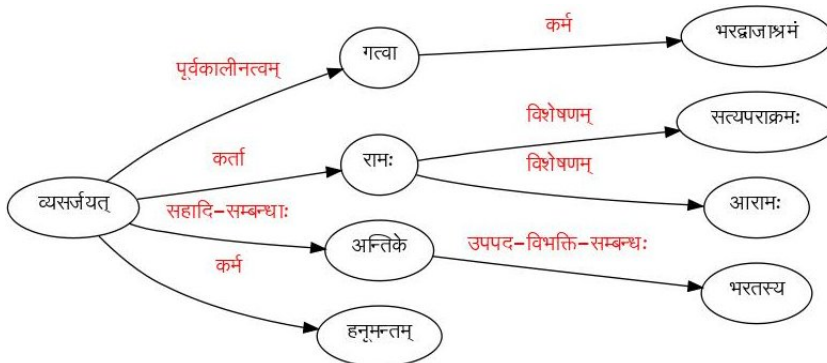 कर्म
गत्वा
भरद्वाजाश्रमं
पूर्वकालीनत्वम्
विशेषणम्
सत्यपराक्रमः
कर्ता
रामः
विशेषणम्
व्यसर्जयत्
आरामः
सहादि-सम्बन्धाः
अन्तिके
उपपद-विभक्ति-सम्बन्धः
भरतस्य
कर्म
हनूमन्तम्